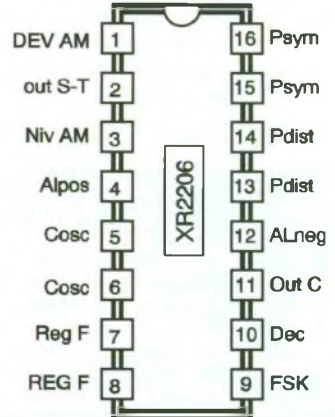 DEV AM 1 16 Psym
out S-T 2 15 Psym
Niv AM 3 14 Pdist
Alpos 4 13 Pdist
XR2206
Cosc 5 12 ALneg
Cosc 6 11 Out C
Reg F 7 10 Dec
REG F 8 9 FSK